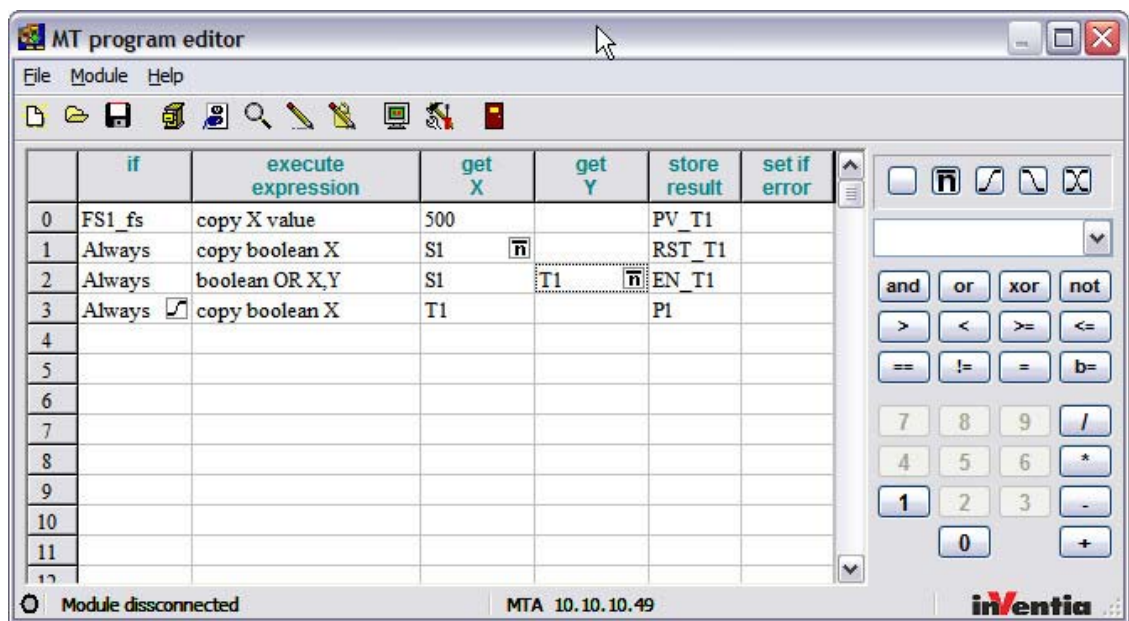 MT program editor
File Module Help
if execute expression get X get Y store result set if error
0 FS1_fs copy X value 500 PV_T1
1 Always copy boolean X S1 n RST_T1
2 Always boolean OR X,Y S1 T1 n EN_T1
3 Always copy boolean X T1 P1
4
5
6
7
8
9
10
11
12
n
and or xor not
> < >= <=
== != = b=
7 8 9 /
4 5 6 *
1 2 3 -
0 +
Module dissconnected MTA 10.10.10.49 inVentia